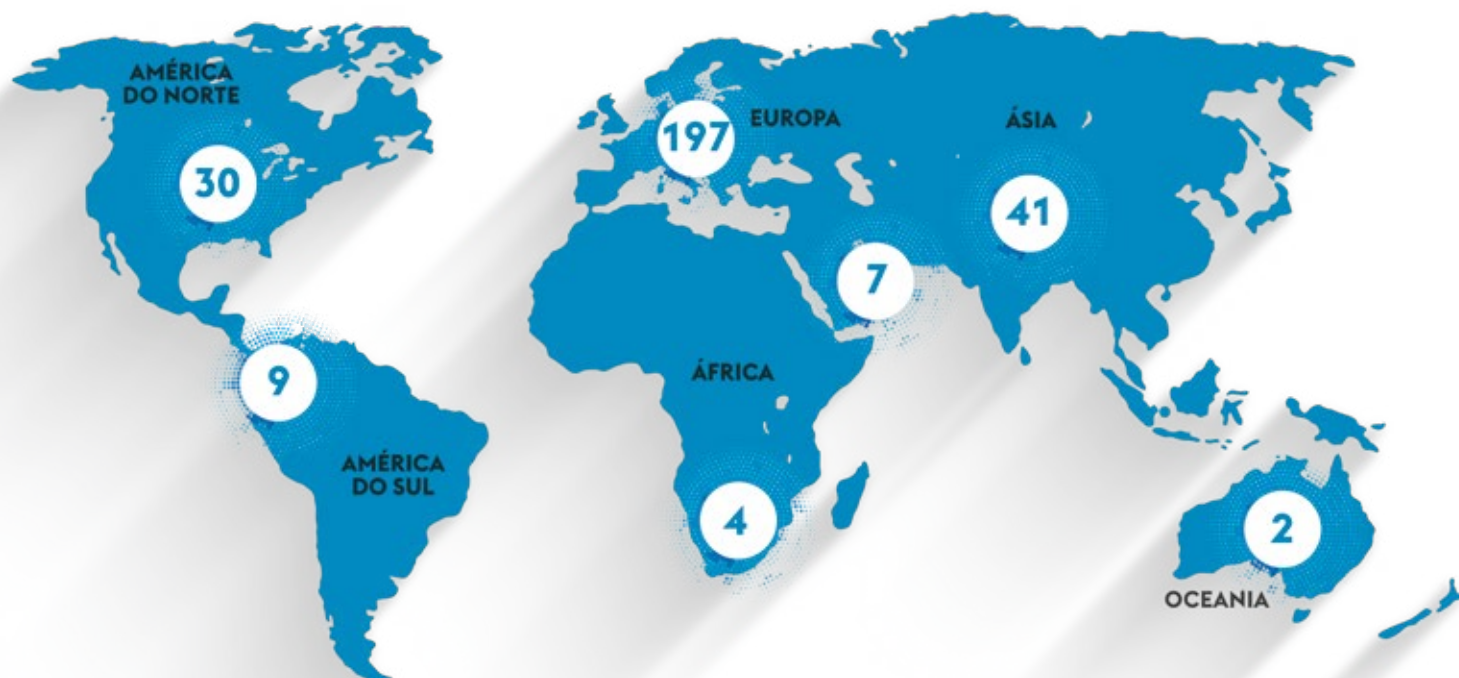 AMÉRICA
DO NORTE
30
197
EUROPA
ÁSIA
41
7
9
ÁFRICA
AMÉRICA
DO SUL
4
2
OCEANIA